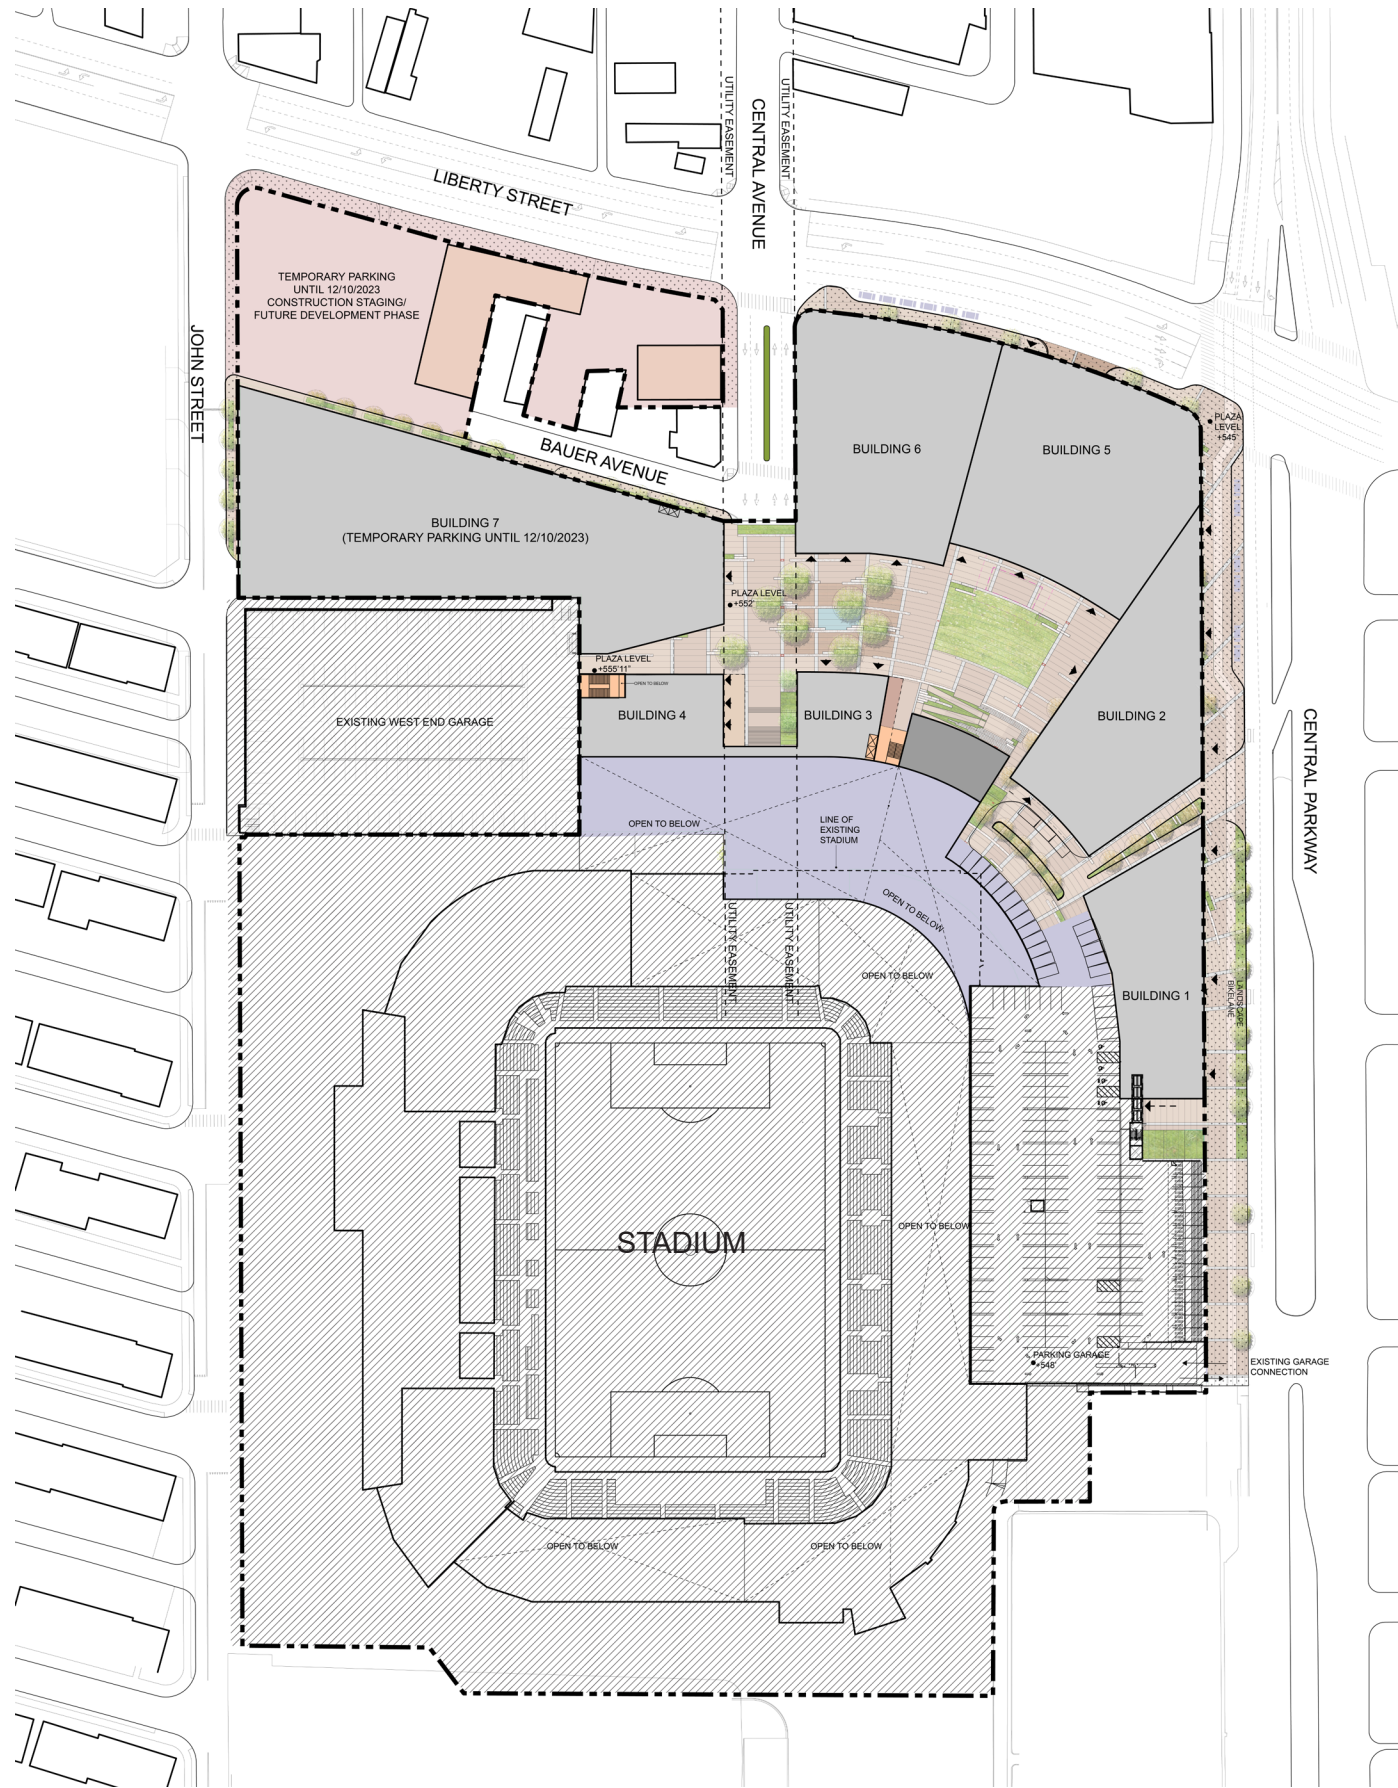 UTILITY EASEMENT
CENTRAL AVENUE
UTILITY EASEMENT
LIBERTY STREET
TEMPORARY PARKING
UNTIL 12/10/2023
CONSTRUCTION STAGING/
FUTURE DEVELOPMENT PHASE
JOHN STREET
BAUER AVENUE
BUILDING 6
BUILDING 5
PLAZA
LEVEL
+545'
BUILDING 7
(TEMPORARY PARKING UNTIL 12/10/2023)
PLAZA LEVEL
+552'
PLAZA LEVEL
+555'11"
OPEN TO BELOW
EXISTING WEST END GARAGE
BUILDING 4
BUILDING 3
BUILDING 2
CENTRAL PARKWAY
OPEN TO BELOW
LINE OF
EXISTING
STADIUM
OPEN TO BELOW
UTILITY EASEMENT
UTILITY EASEMENT
OPEN TO BELOW
BUILDING 1
LANDSCAPE
BIKELANE
STADIUM
OPEN TO BELOW
PARKING GARAGE
+548'
EXISTING GARAGE
CONNECTION
OPEN TO BELOW
OPEN TO BELOW